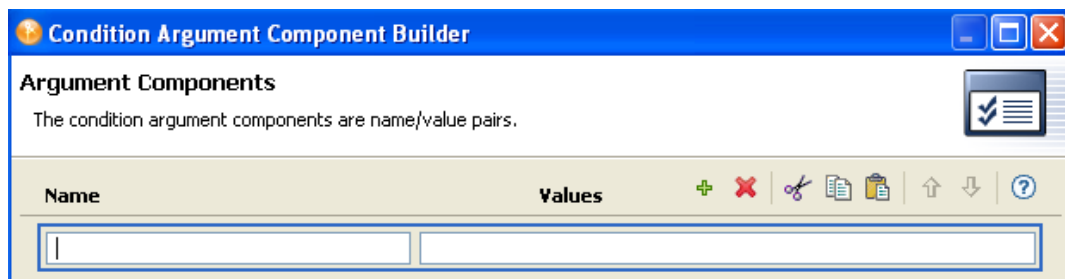 Condition Argument Component Builder
Argument Components
The condition argument components are name/value pairs.
Name Values